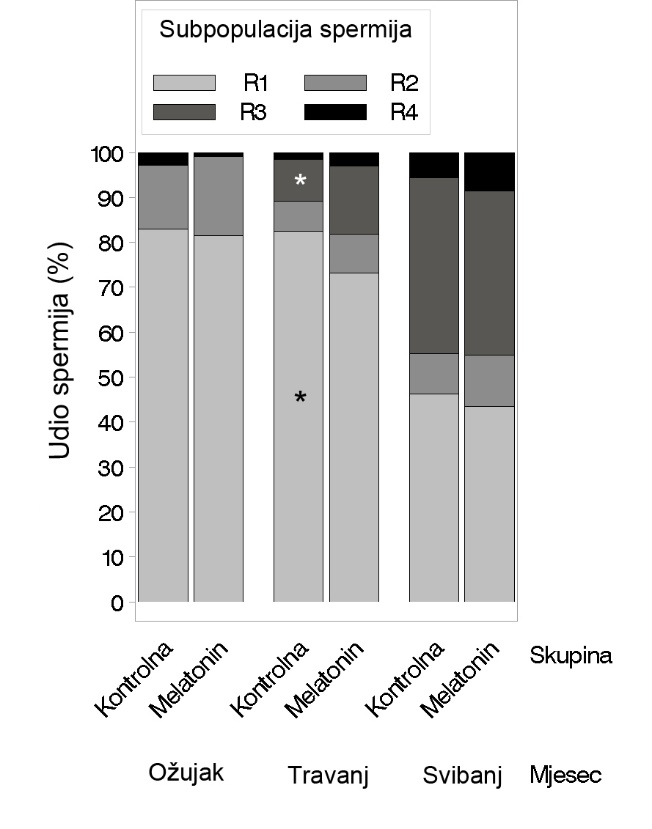 Subpopulacija spermija
R1 R2
R3 R4
Udio spermija (%)
100
90
80
70
60
50
40
30
20
10
0
*
*
Kontrolna Melatonin Kontrolna Melatonin Kontrolna Melatonin Skupina
Ožujak Travanj Svibanj Mjesec